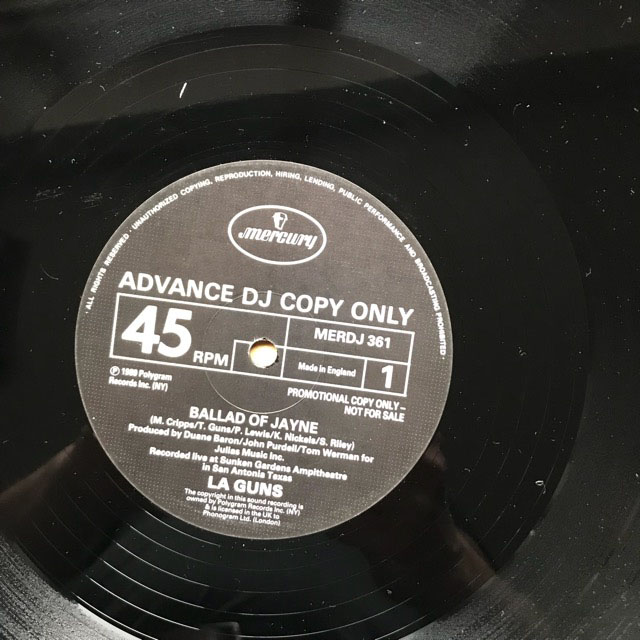 · ALL RIGHTS RESERVED · UNAUTHORIZED COPYING, REPRODUCTION, HIRING, LENDING, PUBLIC PERFORMANCE AND BROADCASTING PROHIBITED ·
mercury
ADVANCE DJ COPY ONLY
45 RPM
MERDJ 361
Made in England
1
Ⓟ Polygram
Records Inc. (NY)
PROMOTIONAL COPY ONLY–
NOT FOR SALE
BALLAD OF JAYNE
(M. Cripps/T. Guns/P. Lewis/K. Nickels/S. Riley)
Produced by Duane Baron/John Purdell/Tom Werman for
Julias Music Inc.
Recorded live at Sunken Gardens Ampitheatre
in San Antonia Texas
LA GUNS
The copyright in this sound recording is
owned by Polygram Records Inc. (NY)
& is licensed in the UK to
Phonogram Ltd. (London)